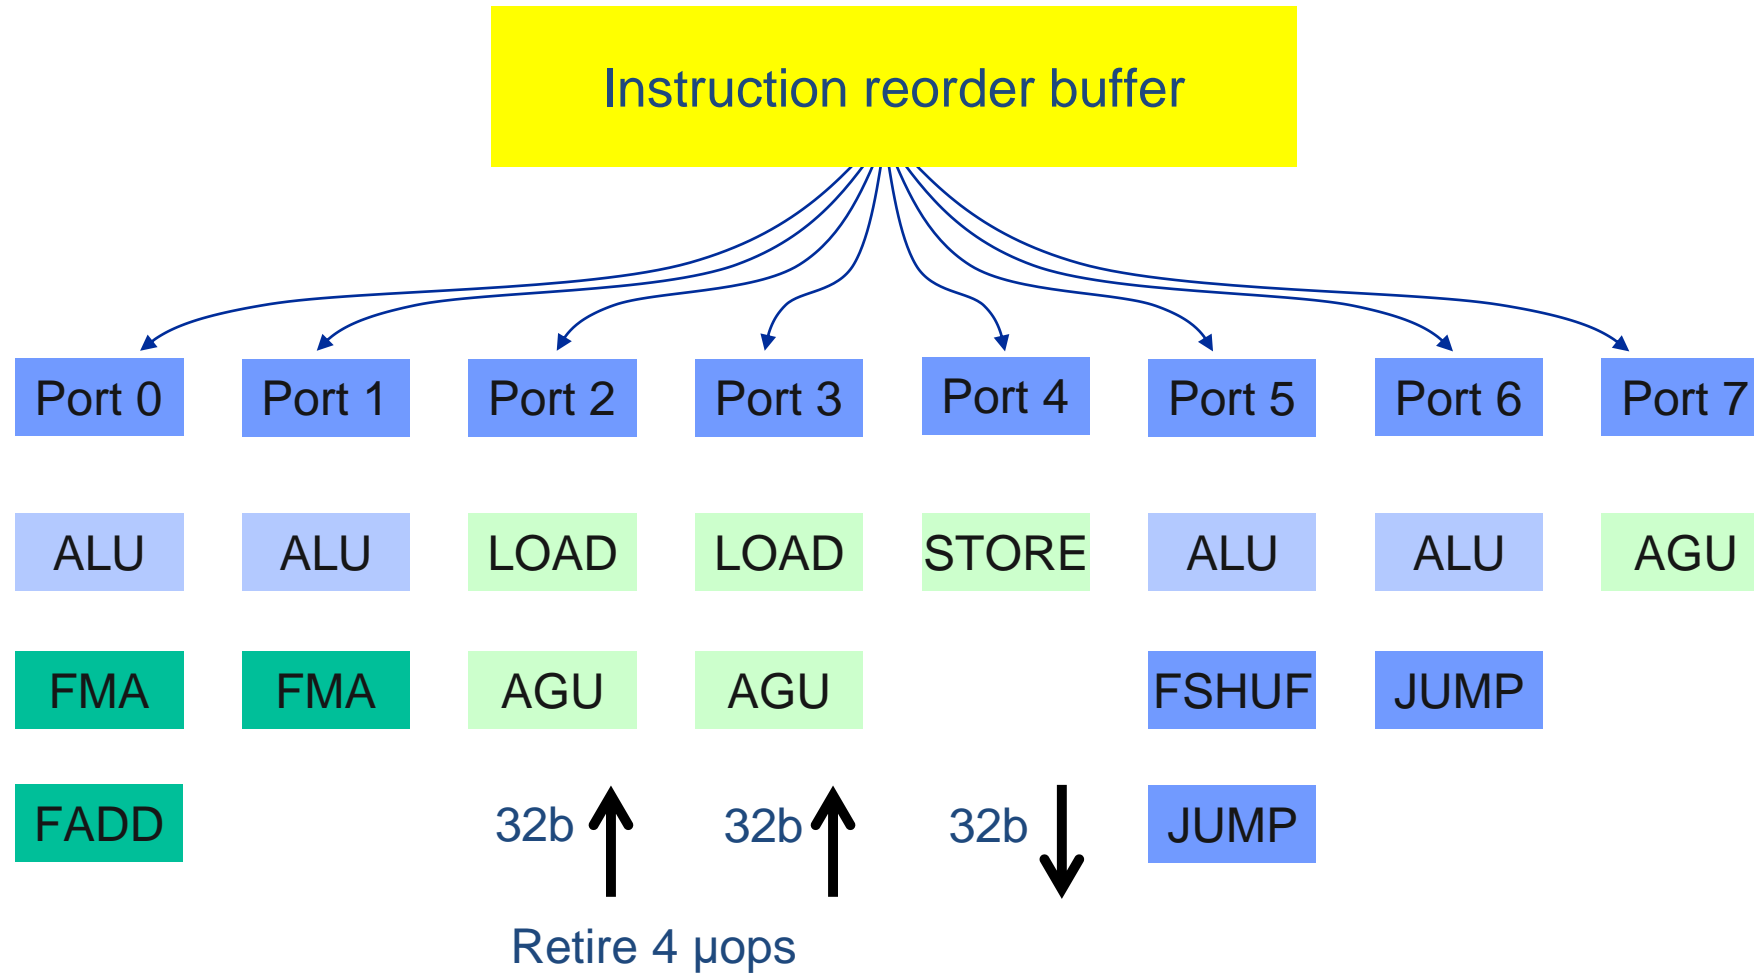 Instruction reorder buffer
Port 0 Port 1 Port 2 Port 3 Port 4 Port 5 Port 6 Port 7
ALU ALU LOAD LOAD STORE ALU ALU AGU
FMA FMA AGU AGU FSHUF JUMP
FADD 32b 32b 32b JUMP
Retire 4 μops